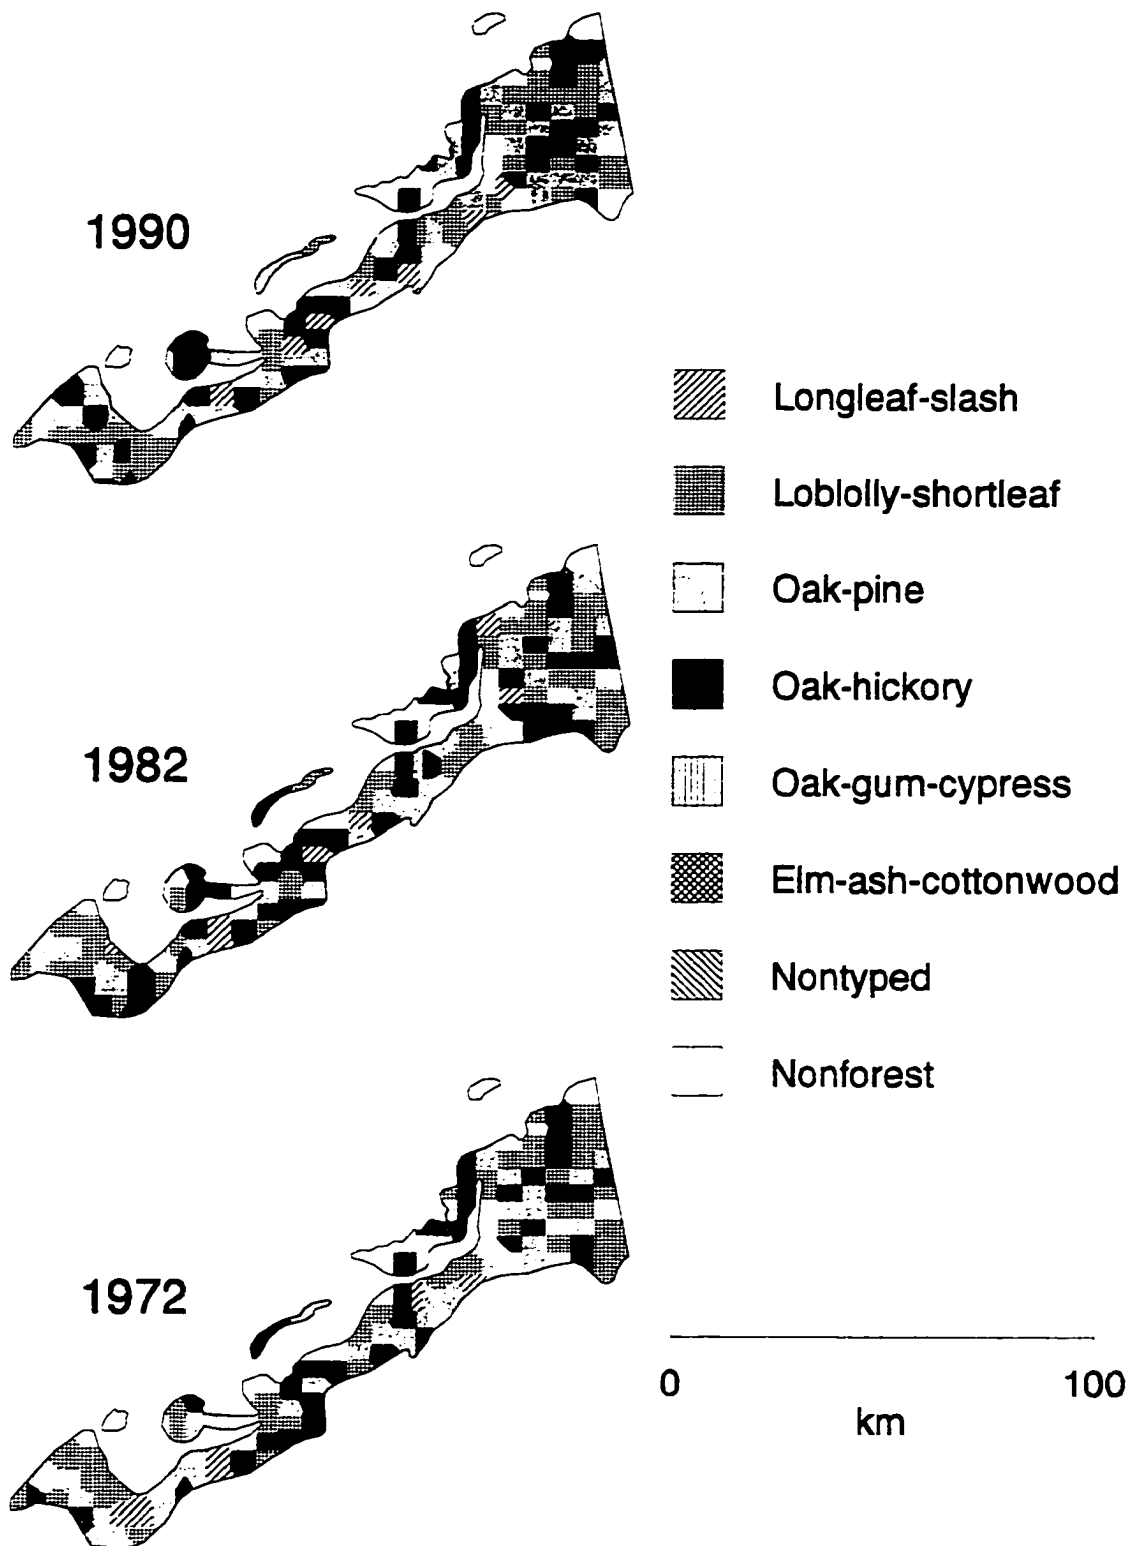 1990
Longleaf-slash
Loblolly-shortleaf
Oak-pine
Oak-hickory
1982
Oak-gum-cypress
Elm-ash-cottonwood
Nontyped
Nonforest
1972
0 100
km